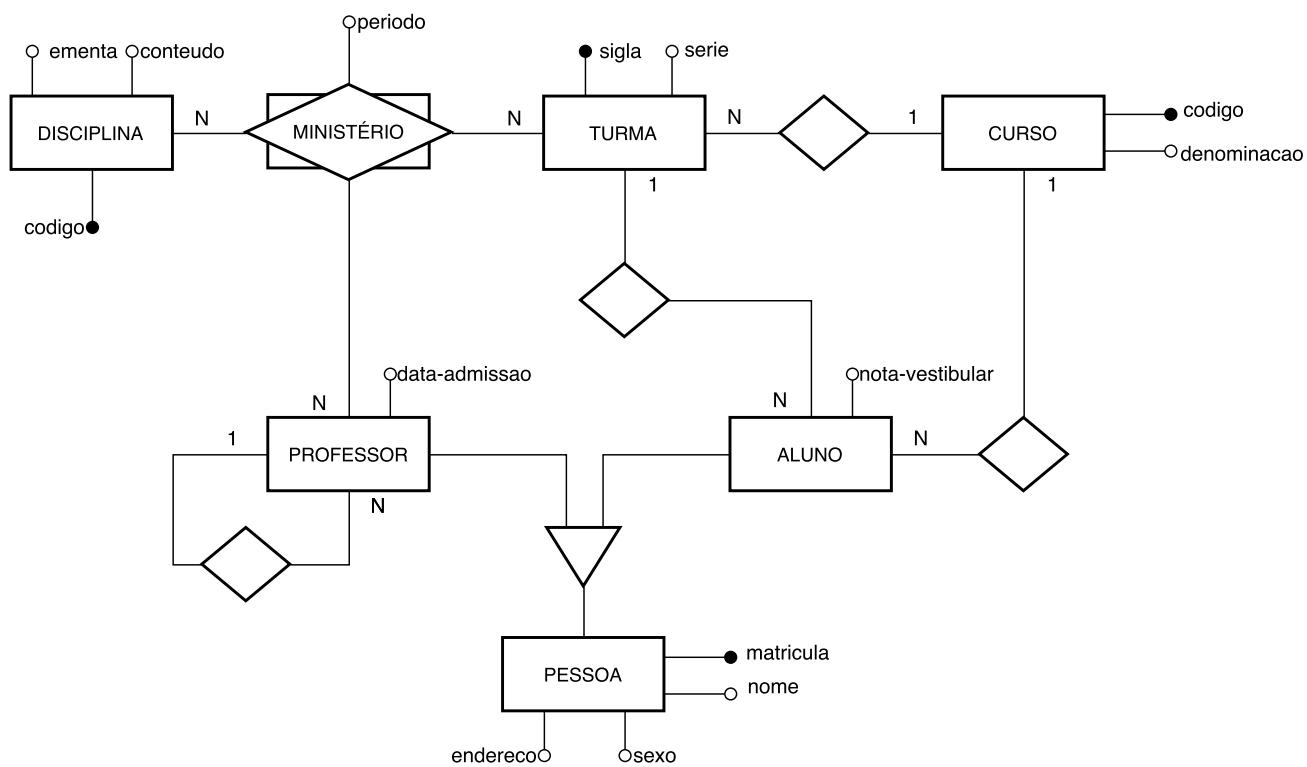 periodo
ementa
conteudo
sigla
serie
DISCIPLINA
N
MINISTÉRIO
N
TURMA
N
1
CURSO
codigo
denominacao
1
1
codigo
data-admissao
nota-vestibular
N
N
1
PROFESSOR
ALUNO
N
N
PESSOA
matricula
nome
endereco
sexo